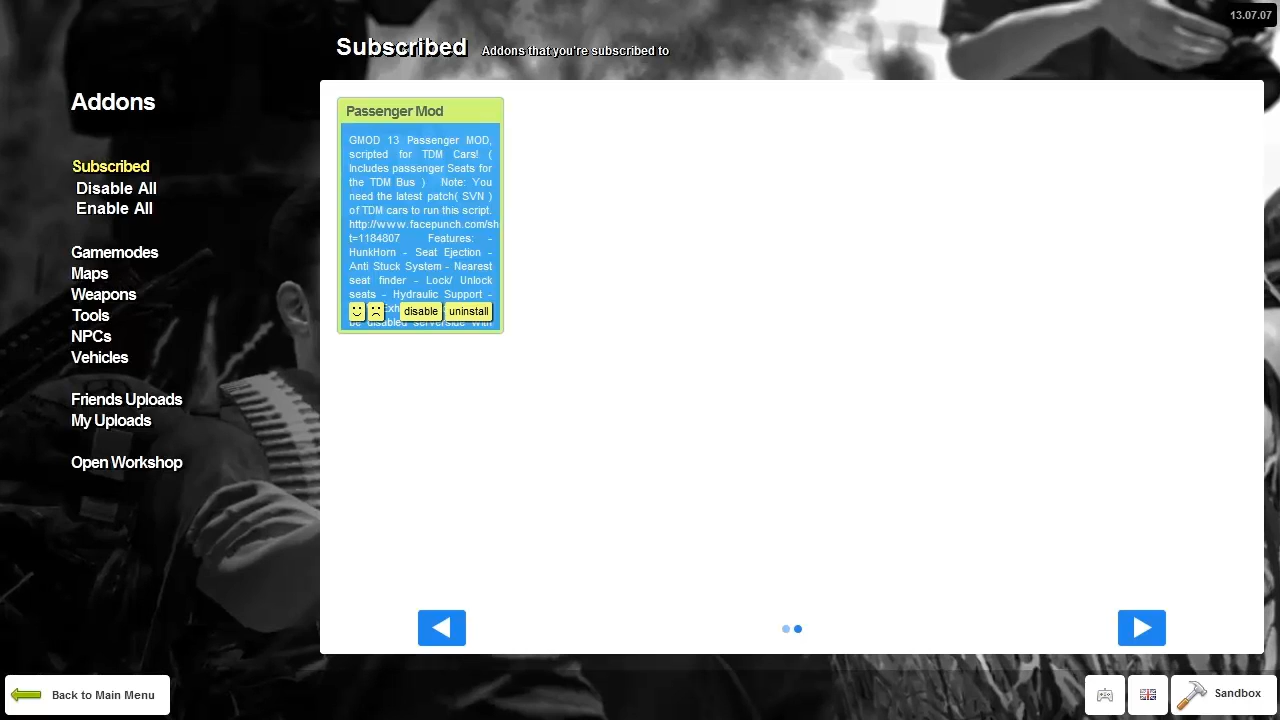 13.07.07
Subscribed Addons that you're subscribed to
Addons
Subscribed
Disable All
Enable All
Gamemodes
Maps
Weapons
Tools
NPCs
Vehicles
Friends Uploads
My Uploads
Open Workshop
Passenger Mod
GMOD 13 Passenger MOD,
scripted for TDM Cars! (
Includes passenger Seats for
the TDM Bus ) Note: You
need the latest patch( SVN )
of TDM cars to run this script.
http://www.facepunch.com/sh
t=1184807 Features: -
HunkHorn - Seat Ejection -
Anti Stuck System - Nearest
seat finder - Lock/ Unlock
seats - Hydraulic Support -
disable uninstall
be disabled serverside with
Back to Main Menu
Sandbox